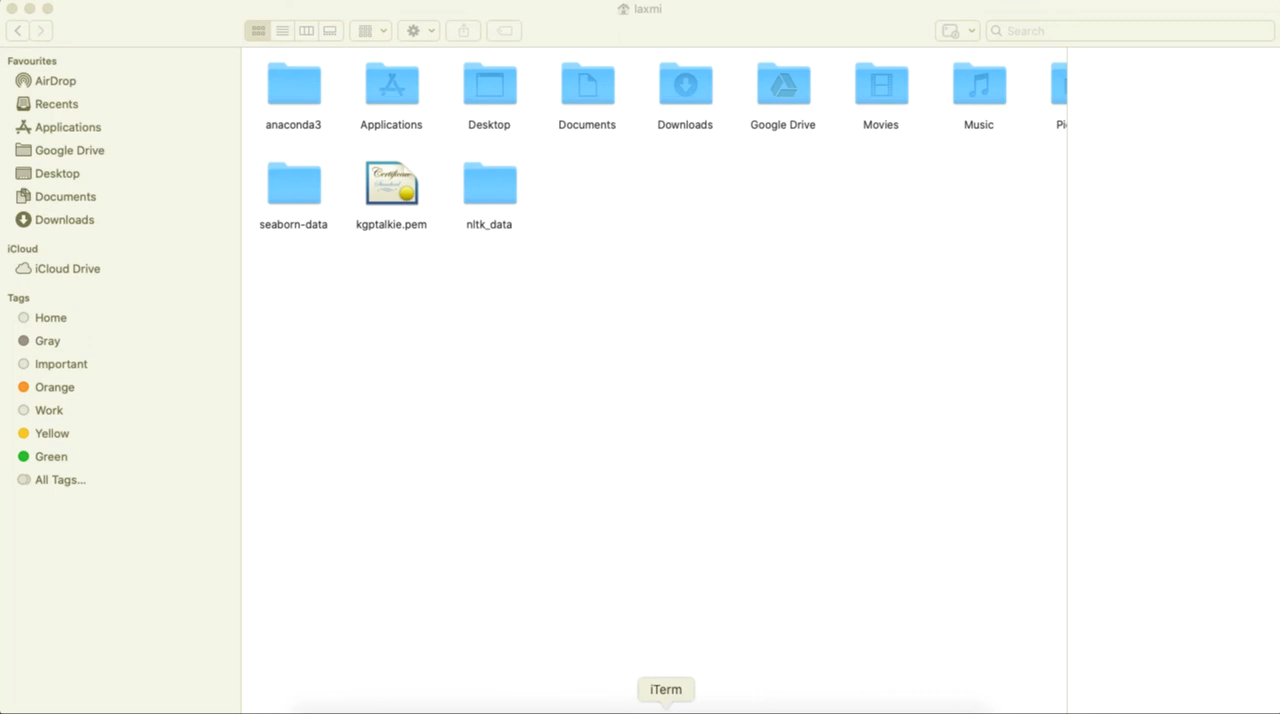 laxmi
Search
Favourites
AirDrop
Recents
Applications
Google Drive
Desktop
Documents
Downloads
iCloud
iCloud Drive
Tags
Home
Gray
Important
Orange
Work
Yellow
Green
All Tags...
anaconda3
Applications
Desktop
Documents
Downloads
Google Drive
Movies
Music
seaborn-data
kgptalkie.pem
nltk_data
iTerm